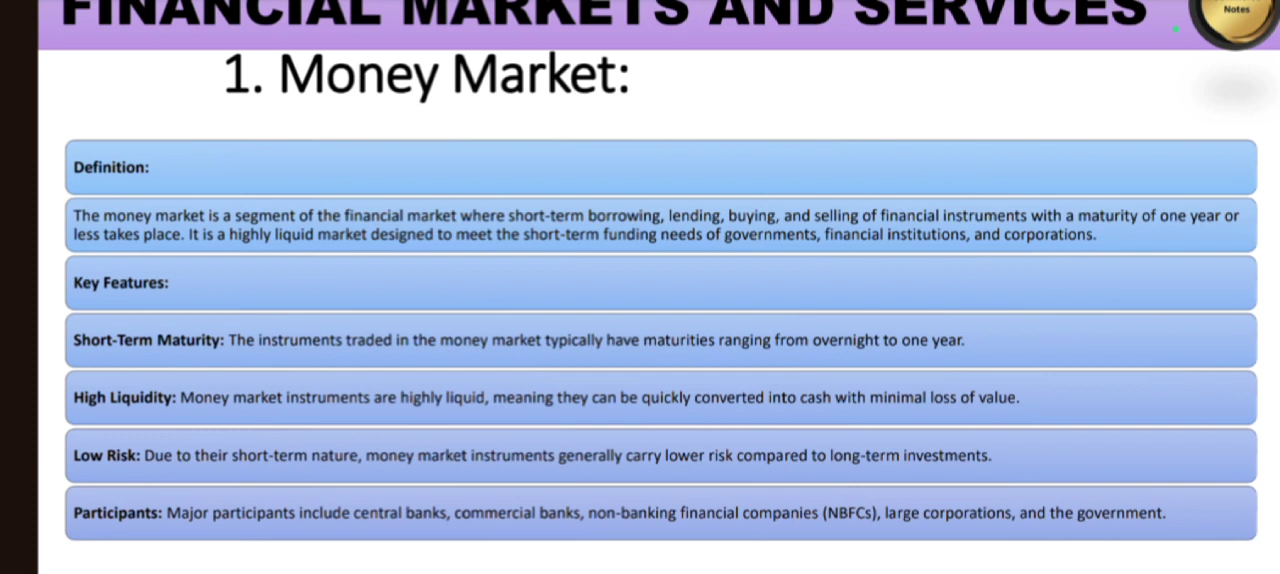 FINANCIAL MARKETS AND SERVICES
Notes
1. Money Market:
Definition:
The money market is a segment of the financial market where short-term borrowing, lending, buying, and selling of financial instruments with a maturity of one year or
less takes place. It is a highly liquid market designed to meet the short-term funding needs of governments, financial institutions, and corporations.
Key Features:
Short-Term Maturity: The instruments traded in the money market typically have maturities ranging from overnight to one year.
High Liquidity: Money market instruments are highly liquid, meaning they can be quickly converted into cash with minimal loss of value.
Low Risk: Due to their short-term nature, money market instruments generally carry lower risk compared to long-term investments.
Participants: Major participants include central banks, commercial banks, non-banking financial companies (NBFCs), large corporations, and the government.